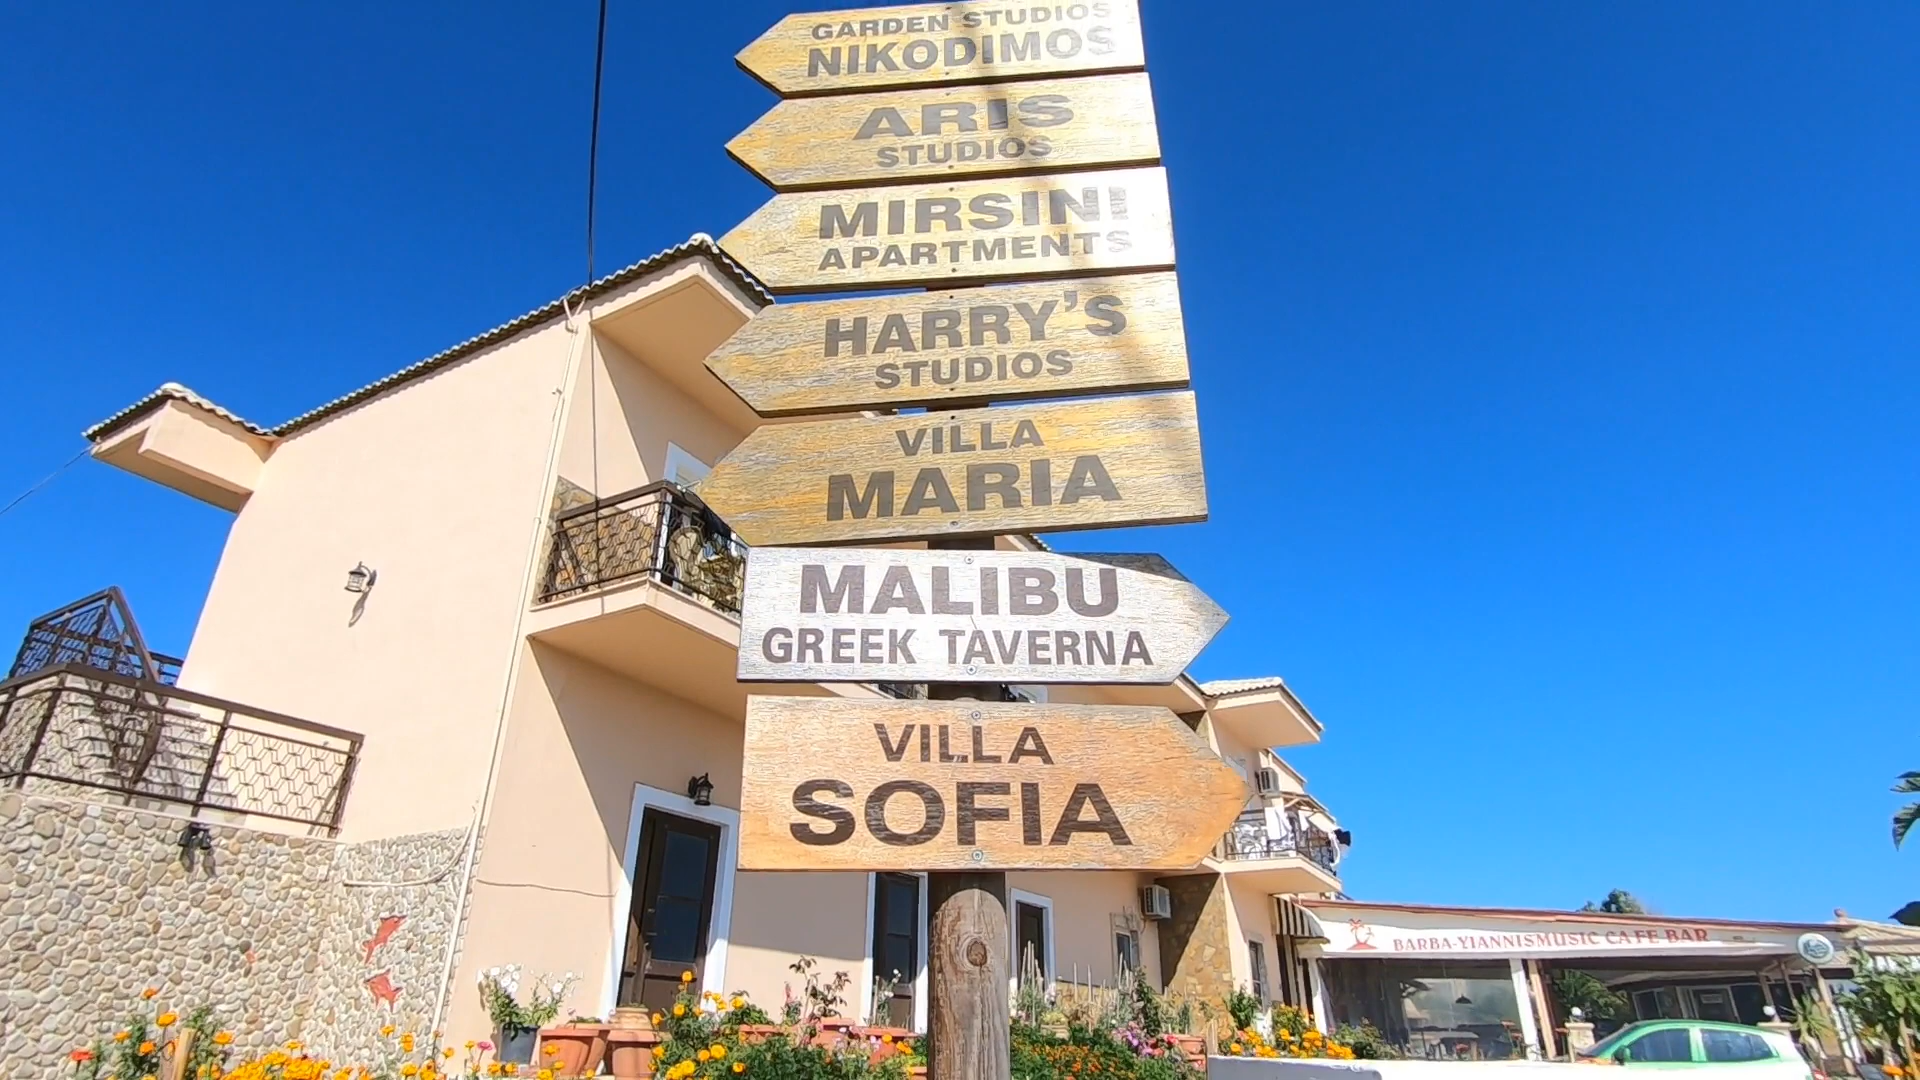 GARDEN STUDIOS
NIKODIMOS
ARIS
STUDIOS
MIRSINI
APARTMENTS
HARRY'S
STUDIOS
VILLA
MARIA
MALIBU
GREEK TAVERNA
VILLA
SOFIA
BARBA-YIANNIS MUSIC CAFE BAR